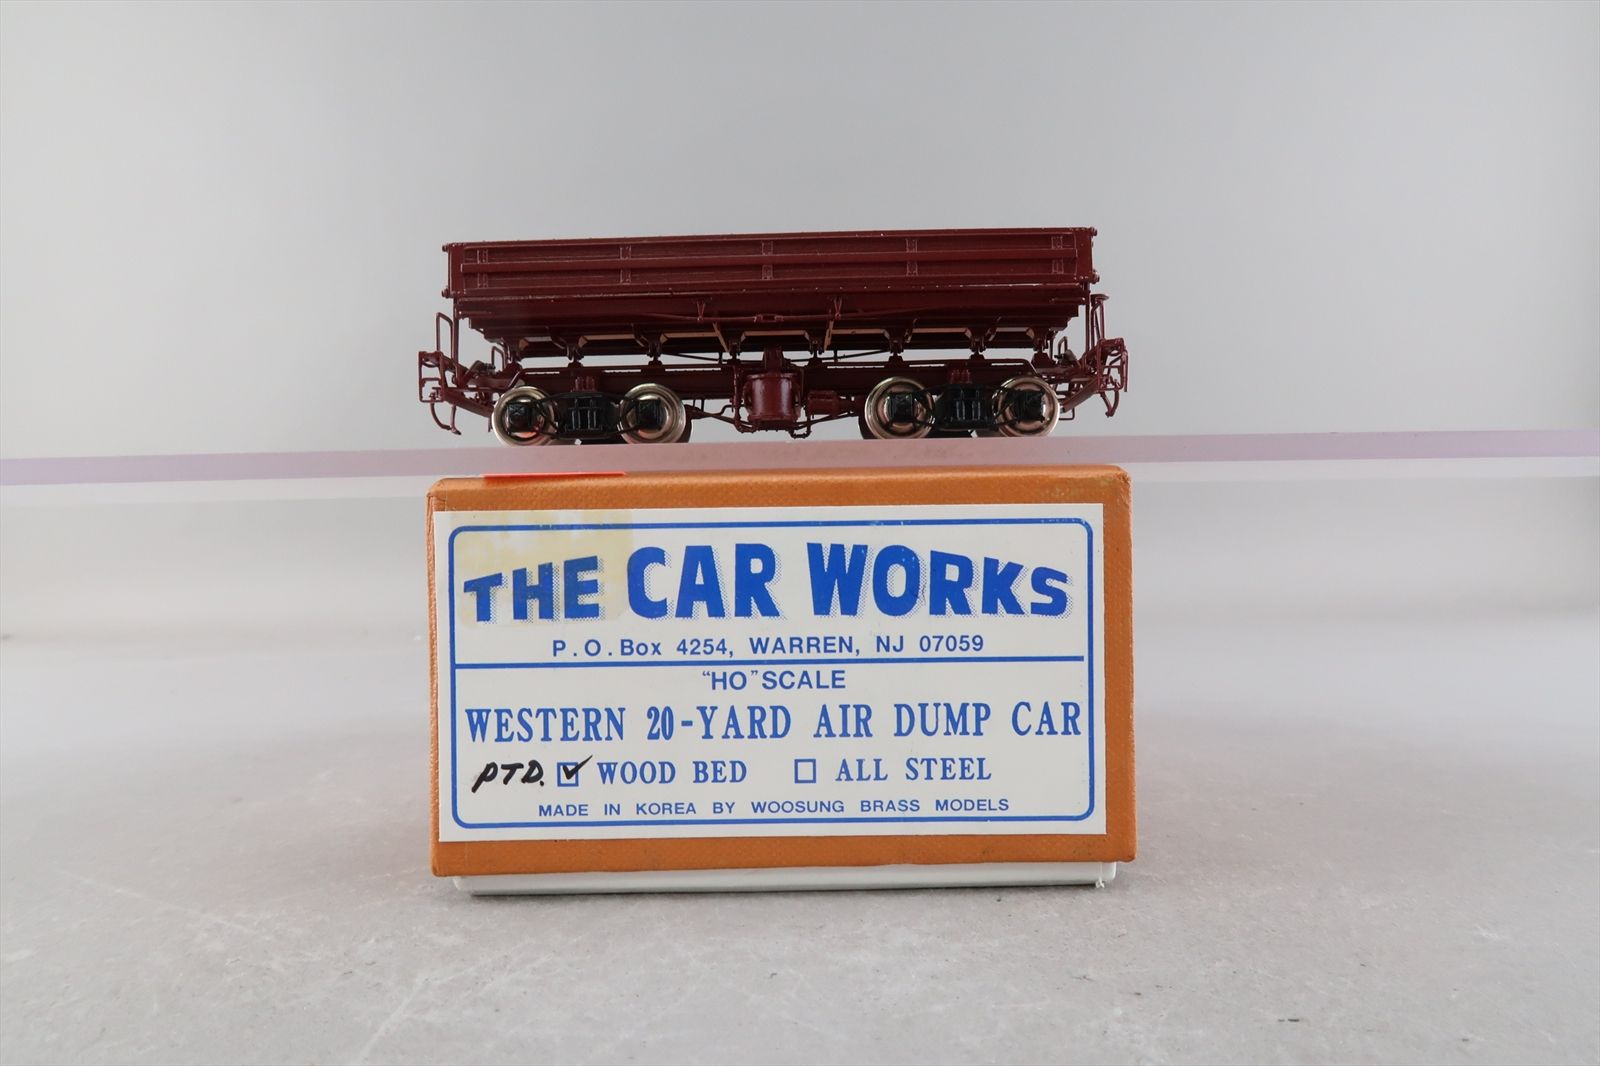 THE CAR WORKS
P.O. Box 4254, WARREN, NJ 07059
"HO" SCALE
WESTERN 20-YARD AIR DUMP CAR
PTD. ☑ WOOD BED ☐ ALL STEEL
MADE IN KOREA BY WOOSUNG BRASS MODELS